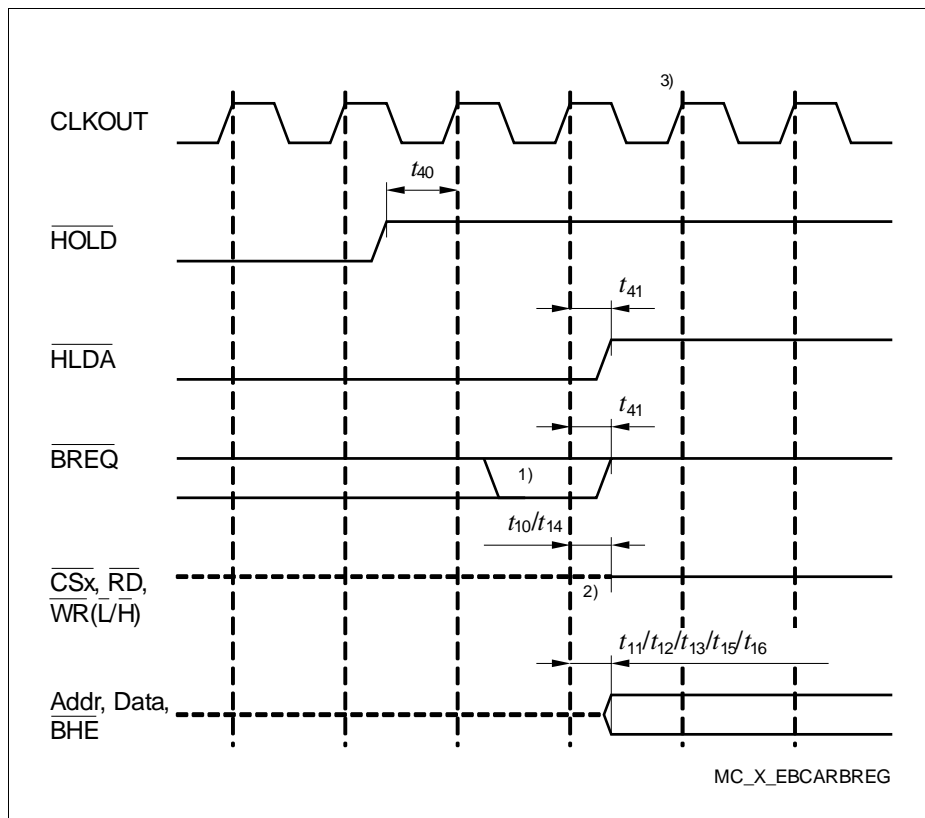 3)
CLKOUT
t40
HOLD
t41
HLDA
t41
BREQ
1)
t10/t14
CSx, RD,
WR(L/H)
2)
t11/t12/t13/t15/t16
Addr, Data,
BHE
MC_X_EBCARBREG